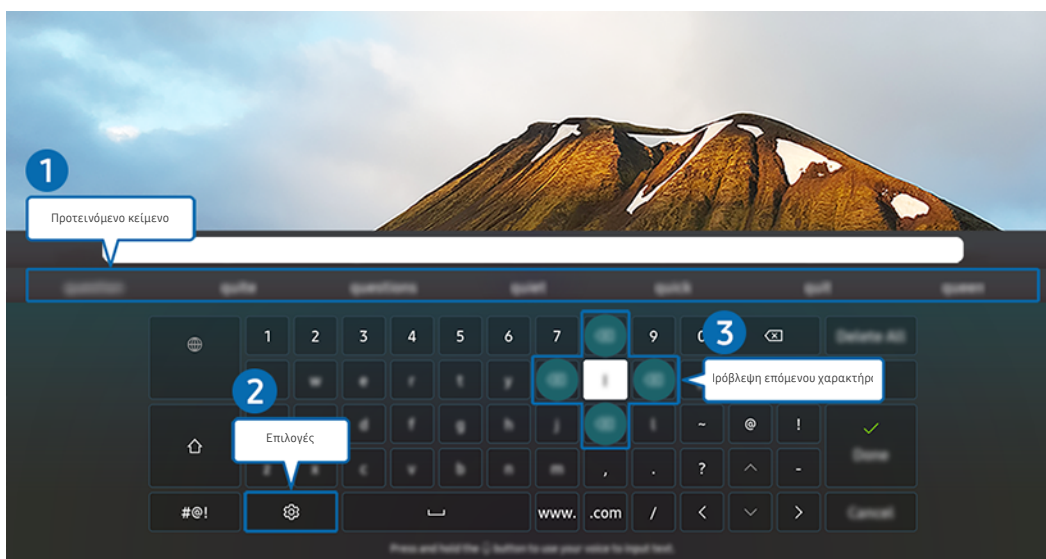 1
Προτεινόμενο κείμενο
question quite questions quiet quick quit queen
1 2 3 4 5 6 7 9 3
2 w e r t y ρόβλεψη επόμενου χαρακτήρ
Επιλογές d f g h j l ~ @ ! Done
z x c v b n m , . ? ^ -
#@! www. .com / < > Cancel
Delete All
Press and hold the button to use your voice to input text.